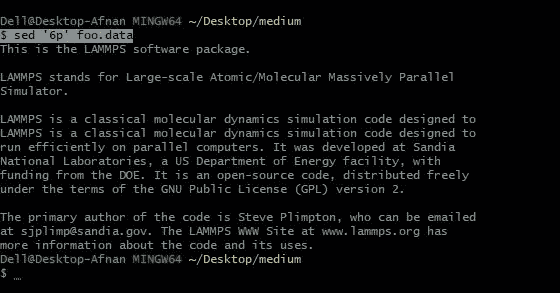 Dell@Desktop-Afnan MINGW64 ~/Desktop/medium
$ sed '6p' foo.data
This is the LAMMPS software package.
LAMMPS stands for Large-scale Atomic/Molecular Massively Parallel
Simulator.
LAMMPS is a classical molecular dynamics simulation code designed to
LAMMPS is a classical molecular dynamics simulation code designed to
run efficiently on parallel computers. It was developed at Sandia
National Laboratories, a US Department of Energy facility, with
funding from the DOE. It is an open-source code, distributed freely
under the terms of the GNU Public License (GPL) version 2.
The primary author of the code is Steve Plimpton, who can be emailed
at sjplimp@sandia.gov. The LAMMPS WWW Site at www.lammps.org has
more information about the code and its uses.
Dell@Desktop-Afnan MINGW64 ~/Desktop/medium
$ _